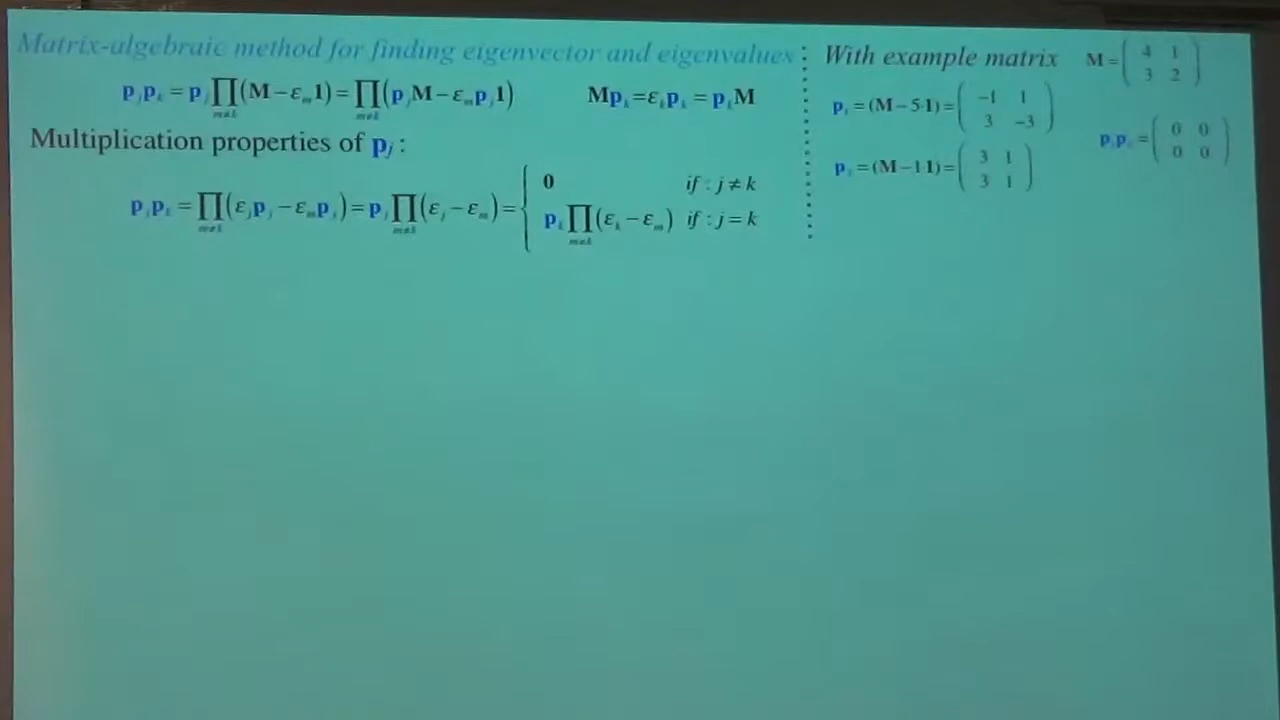 Matrix-algebraic method for finding eigenvector and eigenvalues
p_j p_k = p_j ∏_{m≠k} (M − ε_m 1) = ∏_{m≠k} (p_j M − ε_m p_j 1)   Mp_k = ε_k p_k = p_k M
Multiplication properties of p_j :
p_j p_k = ∏_{m≠k} (ε_j p_j − ε_m p_j) = p_j ∏_{m≠k} (ε_j − ε_m) = {
0   if : j ≠ k
p_k ∏_{m≠k} (ε_k − ε_m)   if : j = k
With example matrix   M = ( 4 1
3 2 )
p_1 = (M − 5·1) = ( −1 1
3 −3 )
p_2 = (M − 1·1) = ( 3 1
3 1 )
p_1 p_2 = ( 0 0
0 0 )